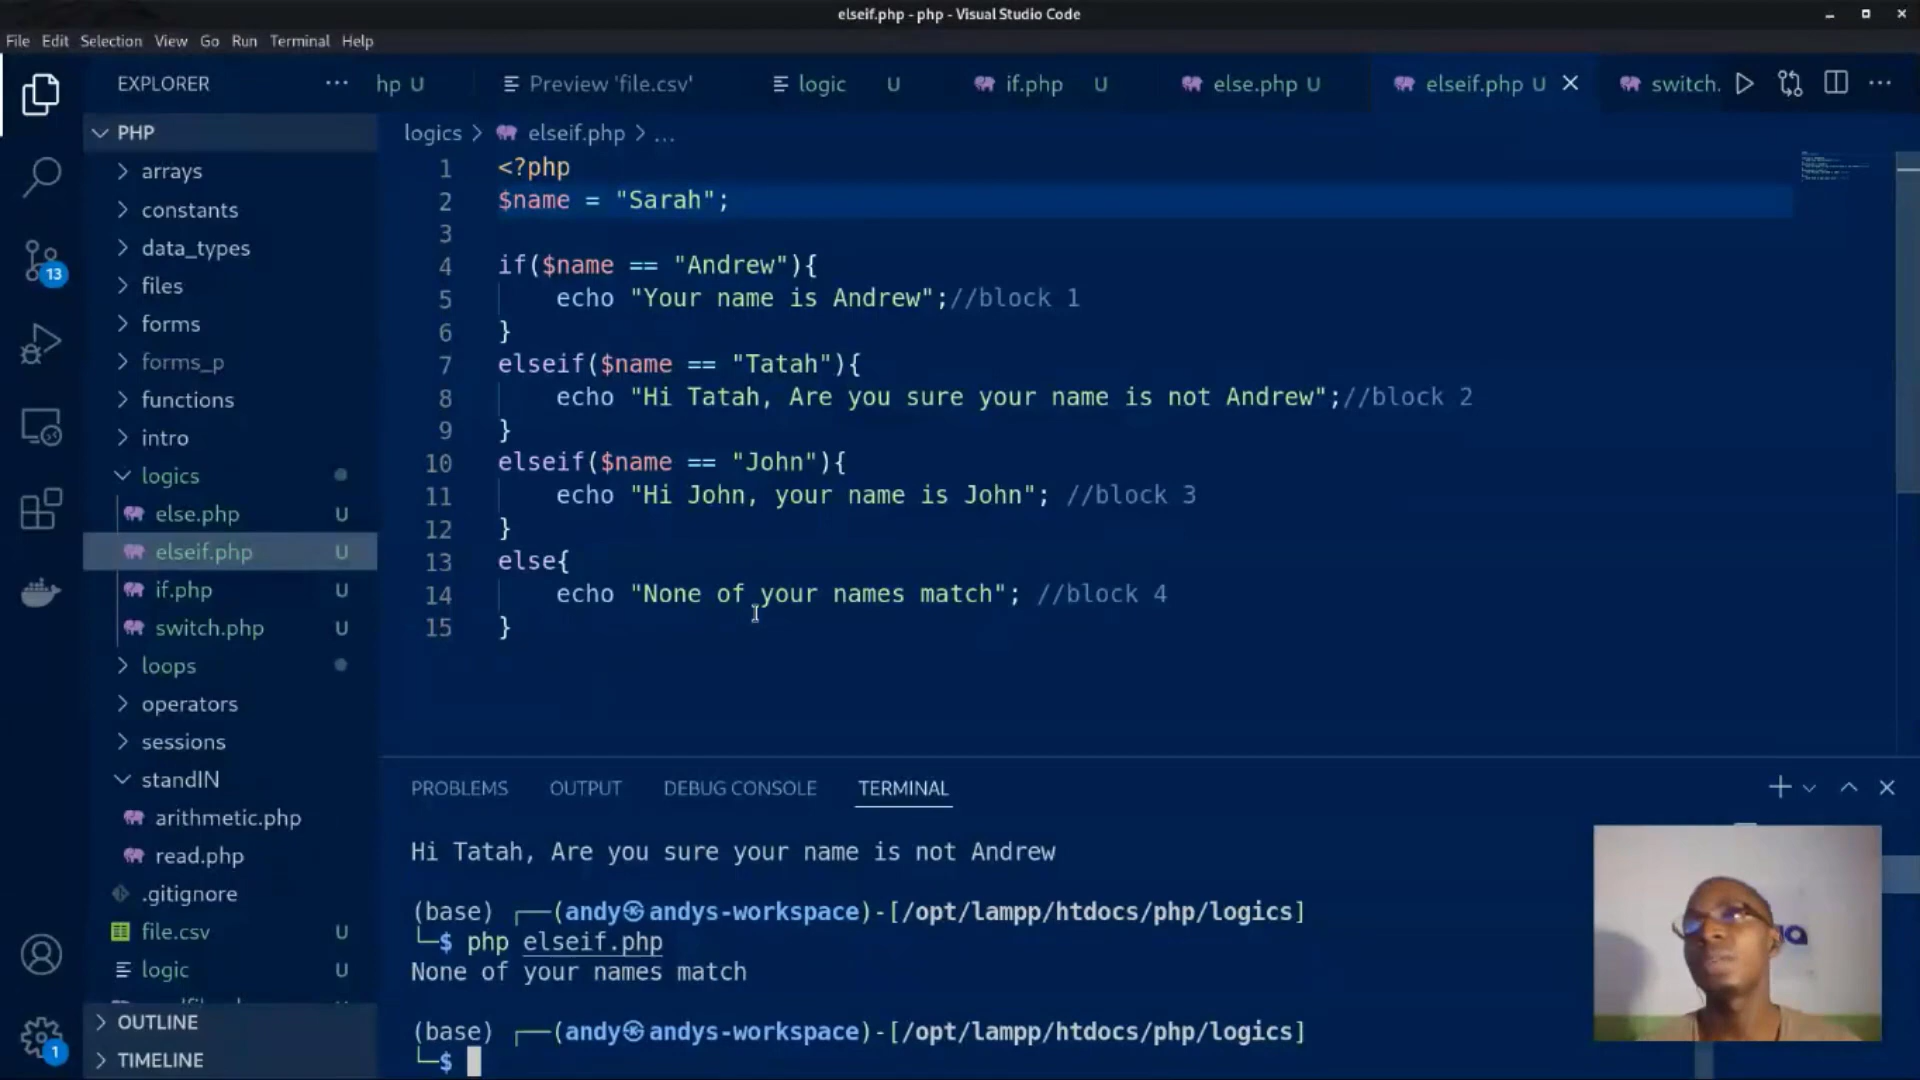 elseif.php - php - Visual Studio Code
File Edit Selection View Go Run Terminal Help
EXPLORER
hp U Preview 'file.csv' logic U if.php U else.php U elseif.php U switch.
PHP
arrays
constants
data_types
files
forms
forms_p
functions
intro
logics
else.php U
elseif.php U
if.php U
switch.php U
loops
operators
sessions
standIN
arithmetic.php
read.php
.gitignore
file.csv U
logic U
OUTLINE
TIMELINE
13
1
logics > elseif.php > ...
1 <?php
2 $name = "Sarah";
3
4 if($name == "Andrew"){
5 echo "Your name is Andrew";//block 1
6 }
7 elseif($name == "Tatah"){
8 echo "Hi Tatah, Are you sure your name is not Andrew";//block 2
9 }
10 elseif($name == "John"){
11 echo "Hi John, your name is John"; //block 3
12 }
13 else{
14 echo "None of your names match"; //block 4
15 }
PROBLEMS OUTPUT DEBUG CONSOLE TERMINAL
Hi Tatah, Are you sure your name is not Andrew
(base) ┌──(andy㉿andys-workspace)-[/opt/lampp/htdocs/php/logics]
└─$ php elseif.php
None of your names match
(base) ┌──(andy㉿andys-workspace)-[/opt/lampp/htdocs/php/logics]
└─$